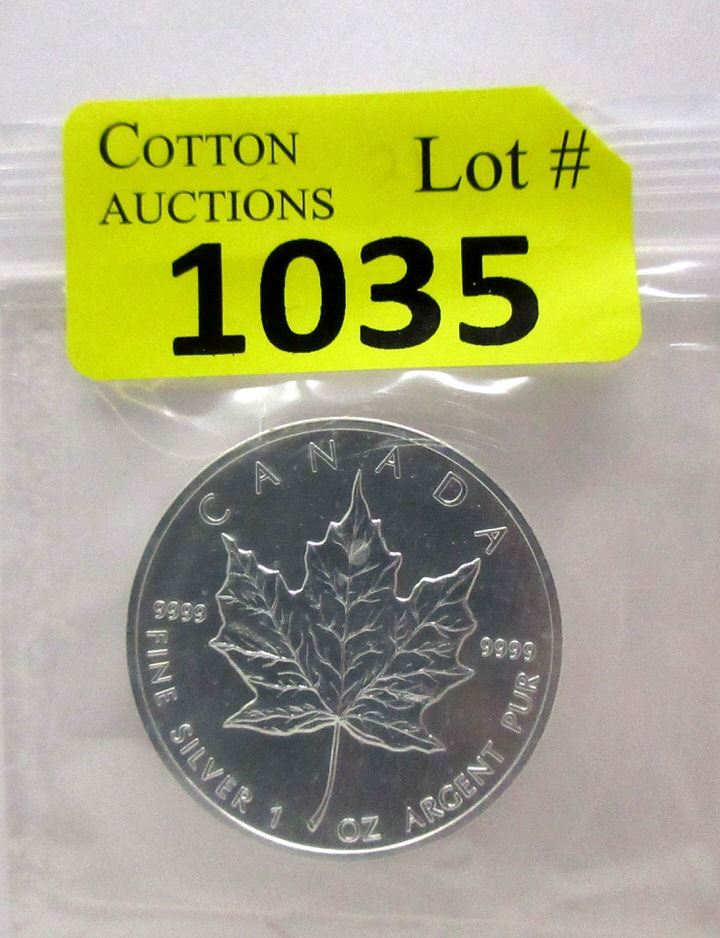 COTTON
AUCTIONS
Lot #
1035
CANADA
9999
9999
FINE SILVER 1 OZ ARGENT PUR